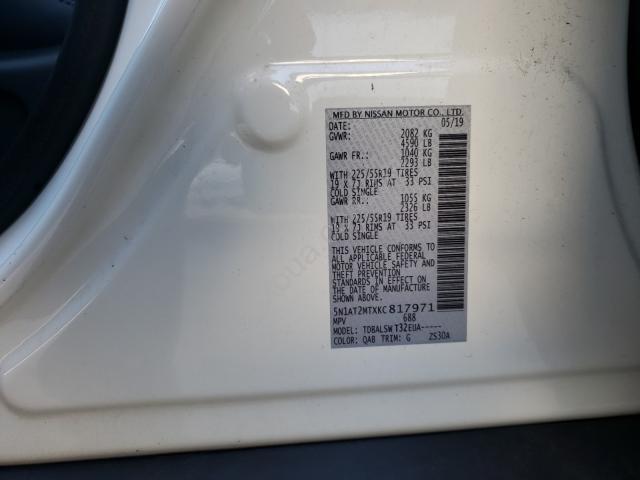 MFD BY NISSAN MOTOR CO., LTD.
DATE: 05/19
GVWR: 2082 KG
4590 LB
GAWR FR.: 1040 KG
2293 LB
WITH 225/55R19 TIRES
19 X 7J RIMS AT 33 PSI
COLD SINGLE
GAWR RR.: 1055 KG
2326 LB
WITH 225/55R19 TIRES
19 X 7J RIMS AT 33 PSI
COLD SINGLE
THIS VEHICLE CONFORMS TO
ALL APPLICABLE FEDERAL
MOTOR VEHICLE SAFETY AND
THEFT PREVENTION
STANDARDS IN EFFECT ON
THE DATE OF MANUFACTURE
SHOWN ABOVE.
5N1AT2MTXKC817971
MPV 688
MODEL: TDBALSW T32EUA-----
COLOR: QAB TRIM: G ZS30A